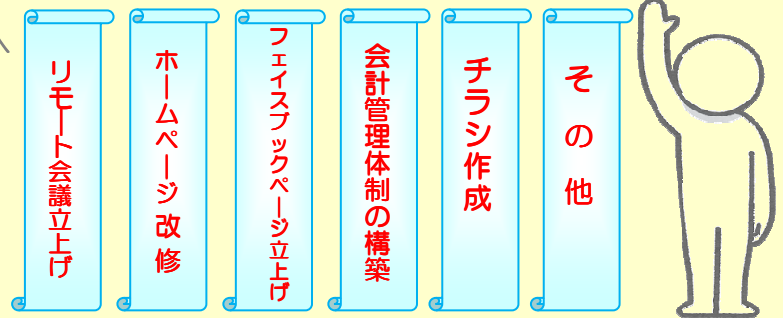 その他
チラシ作成
会計管理体制の構築
フェイスブックページ立上げ
ホームページ改修
リモート会議立上げ